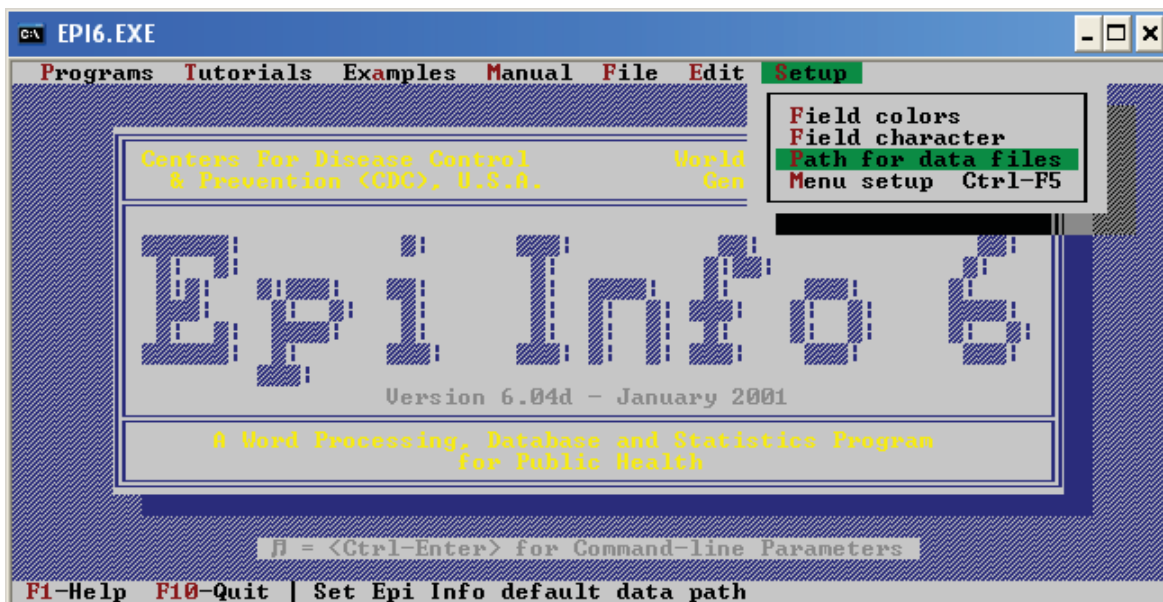 C:\ EPI6.EXE
Programs Tutorials Examples Manual File Edit Setup
Field colors
Field character
Path for data files
Menu setup Ctrl-F5
Centers For Disease Control World
& Prevention (CDC), U.S.A. Gen
Epi Info 6
Version 6.04d - January 2001
A Word Processing, Database and Statistics Program
for Public Health
♫ = <Ctrl-Enter> for Command-line Parameters
F1-Help F10-Quit | Set Epi Info default data path